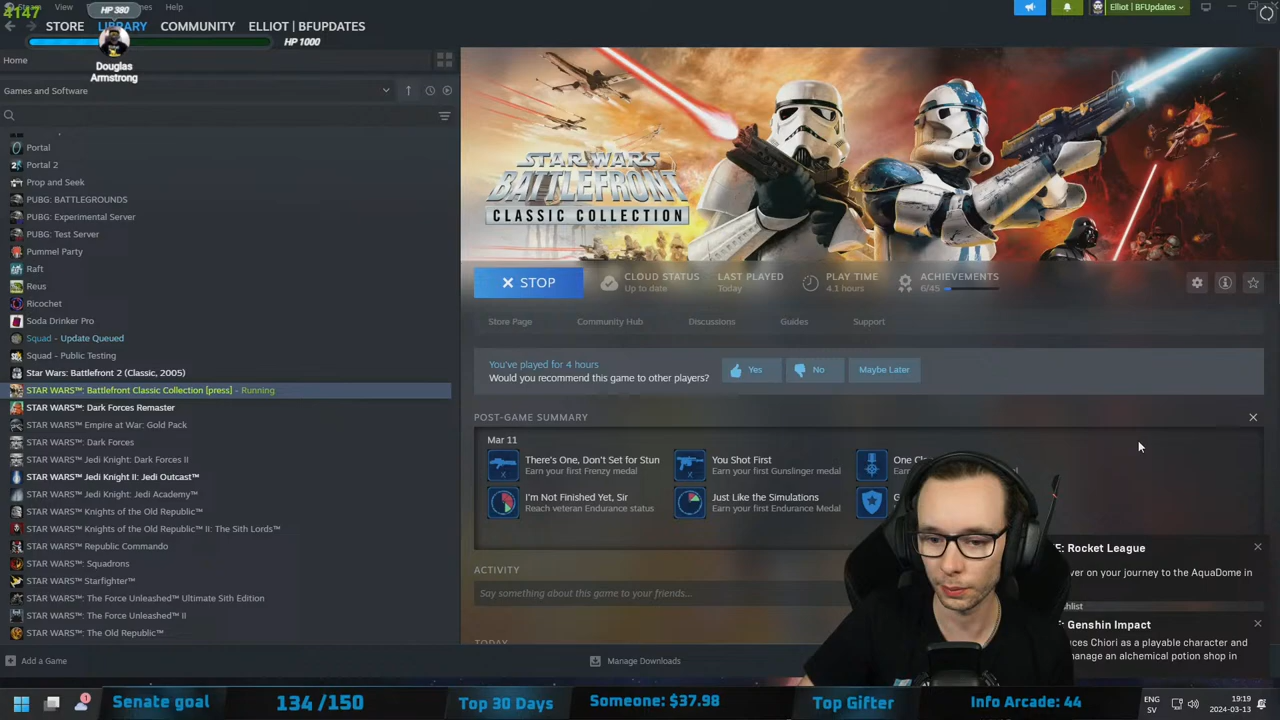 4147
HP 380
View
Games
Help
Elliot | BFUpdates
STORE
LIBRARY
COMMUNITY
ELLIOT | BFUPDATES
HP 1000
Home
Douglas
Armstrong
Games and Software
Portal
Portal 2
Prop and Seek
PUBG: BATTLEGROUNDS
PUBG: Experimental Server
PUBG: Test Server
Pummel Party
Raft
Reus
Ricochet
Soda Drinker Pro
Squad - Update Queued
Squad - Public Testing
Star Wars: Battlefront 2 (Classic, 2005)
STAR WARS™: Battlefront Classic Collection [press] - Running
STAR WARS™: Dark Forces Remaster
STAR WARS™ Empire at War: Gold Pack
STAR WARS™: Dark Forces
STAR WARS™ Jedi Knight: Dark Forces II
STAR WARS™ Jedi Knight II: Jedi Outcast™
STAR WARS™ Jedi Knight: Jedi Academy™
STAR WARS™ Knights of the Old Republic™
STAR WARS™ Knights of the Old Republic™ II: The Sith Lords™
STAR WARS™ Republic Commando
STAR WARS™: Squadrons
STAR WARS™ Starfighter™
STAR WARS™: The Force Unleashed™ Ultimate Sith Edition
STAR WARS™: The Force Unleashed™ II
STAR WARS™: The Old Republic™
Add a Game
STAR WARS
BATTLEFRONT
CLASSIC COLLECTION
STOP
CLOUD STATUS
Up to date
LAST PLAYED
Today
PLAY TIME
4.1 hours
ACHIEVEMENTS
6/45
Store Page
Community Hub
Discussions
Guides
Support
You've played for 4 hours
Would you recommend this game to other players?
Yes
No
Maybe Later
POST-GAME SUMMARY
Mar 11
There's One, Don't Set for Stun
Earn your first Frenzy medal
You Shot First
Earn your first Gunslinger medal
I'm Not Finished Yet, Sir
Reach veteran Endurance status
Just Like the Simulations
Earn your first Endurance Medal
ACTIVITY
Say something about this game to your friends...
TODAY
: Rocket League
ver on your journey to the AquaDome in
: Genshin Impact
Chiori as a playable character and
manage an alchemical potion shop in
Manage Downloads
1
Senate goal
134 /150
Top 30 Days
Someone: $37.98
Top Gifter
Info Arcade: 44
ENG
SV
19:19
2024-03-13